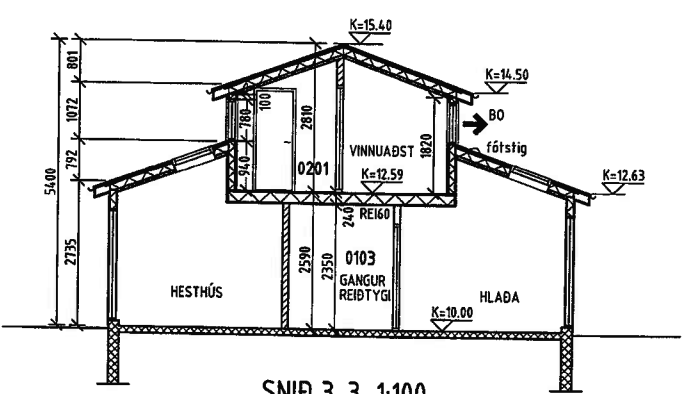 K=15.40
801
K=14.50
1072
100
780
2810
BO
fótstig
792
940
VINNUAÐST
1820
0201
K=12.59
K=12.63
5400
240
REI60
2735
2590
2350
0103
GANGUR
REIÐTYGI
HESTHÚS
HLAÐA
K=10.00
SNIÐ 3 3 1:100